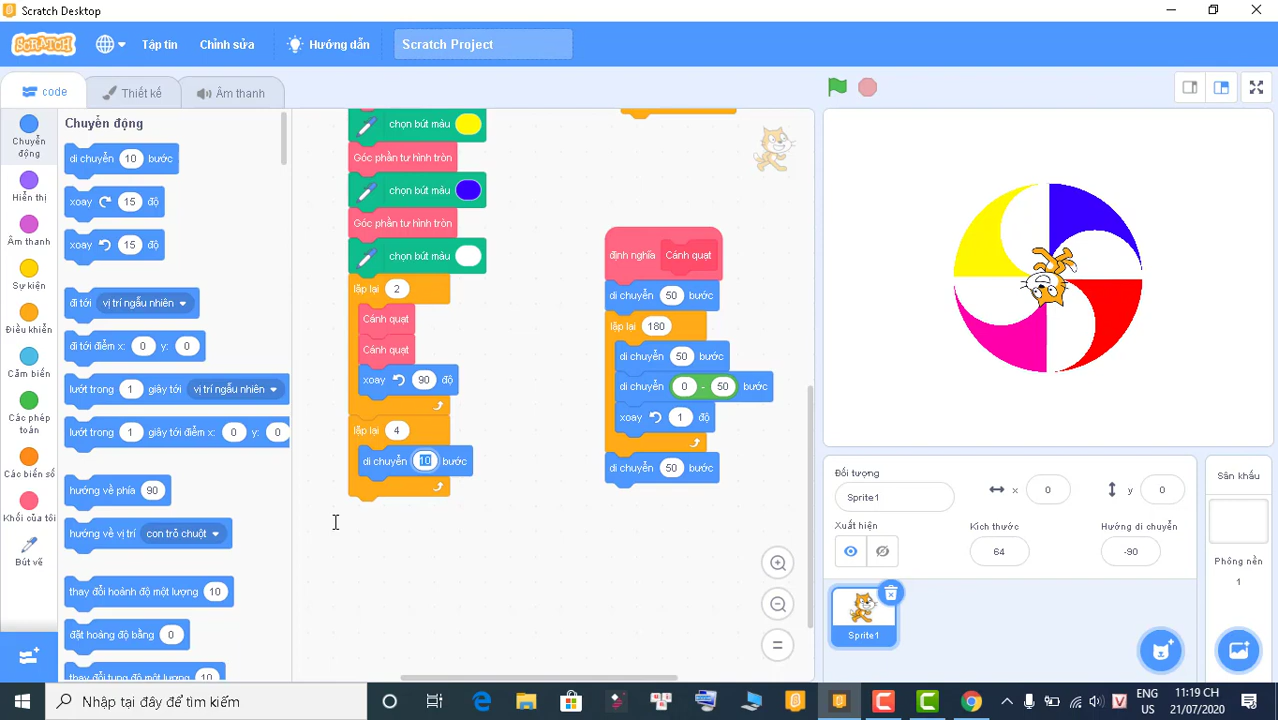 Scratch Desktop
SCRATCH
Tập tin
Chỉnh sửa
Hướng dẫn
Scratch Project
code
Thiết kế
Âm thanh
Chuyển động
Hiển thị
Âm thanh
Sự kiện
Điều khiển
Cảm biến
Các phép toán
Các biến số
Khối của tôi
Bút vẽ
Chuyển động
di chuyển 10 bước
xoay 15 độ
xoay 15 độ
đi tới vị trí ngẫu nhiên
đi tới điểm x: 0 y: 0
lướt trong 1 giây tới vị trí ngẫu nhiên
lướt trong 1 giây tới điểm x: 0 y: 0
hướng về phía 90
hướng về vị trí con trỏ chuột
thay đổi hoành độ một lượng 10
đặt hoành độ bằng 0
thay đổi tung độ một lượng 10
chọn bút màu
Góc phần tư hình tròn
chọn bút màu
Góc phần tư hình tròn
chọn bút màu
lặp lại 2
Cánh quạt
Cánh quạt
xoay 90 độ
lặp lại 4
di chuyển 10 bước
định nghĩa Cánh quạt
di chuyển 50 bước
lặp lại 180
di chuyển 50 bước
di chuyển 0 - 50 bước
xoay 1 độ
di chuyển 50 bước
Đối tượng
Sprite1
x 0
y 0
Xuất hiện
Kích thước
64
Hướng di chuyển
-90
Sprite1
Sân khấu
Phông nền
1
Nhập tại đây để tìm kiếm
V
ENG
US
11:19 CH
21/07/2020